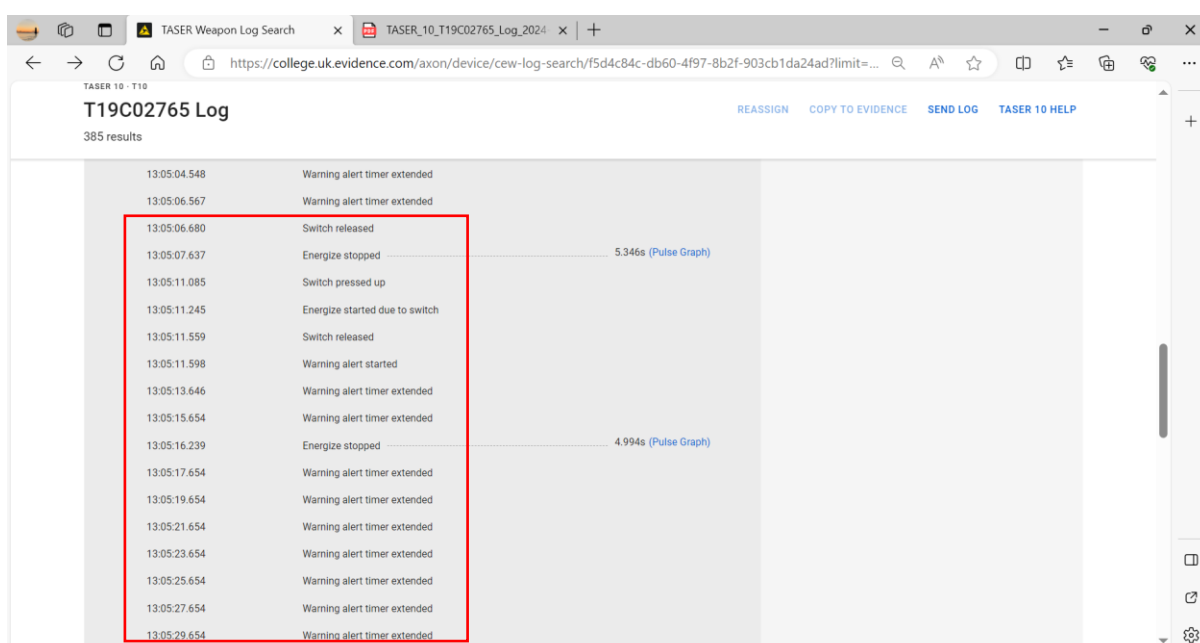 TASER Weapon Log Search
TASER_10_T19C02765_Log_2024
https://college.uk.evidence.com/axon/device/cew-log-search/f5d4c84c-db60-4f97-8b2f-903cb1da24ad?limit=...
TASER 10 · T10
T19C02765 Log
385 results
REASSIGN COPY TO EVIDENCE SEND LOG TASER 10 HELP
13:05:04.548 Warning alert timer extended
13:05:06.567 Warning alert timer extended
13:05:06.680 Switch released
13:05:07.637 Energize stopped 5.346s (Pulse Graph)
13:05:11.085 Switch pressed up
13:05:11.245 Energize started due to switch
13:05:11.559 Switch released
13:05:11.598 Warning alert started
13:05:13.646 Warning alert timer extended
13:05:15.654 Warning alert timer extended
13:05:16.239 Energize stopped 4.994s (Pulse Graph)
13:05:17.654 Warning alert timer extended
13:05:19.654 Warning alert timer extended
13:05:21.654 Warning alert timer extended
13:05:23.654 Warning alert timer extended
13:05:25.654 Warning alert timer extended
13:05:27.654 Warning alert timer extended
13:05:29.654 Warning alert timer extended